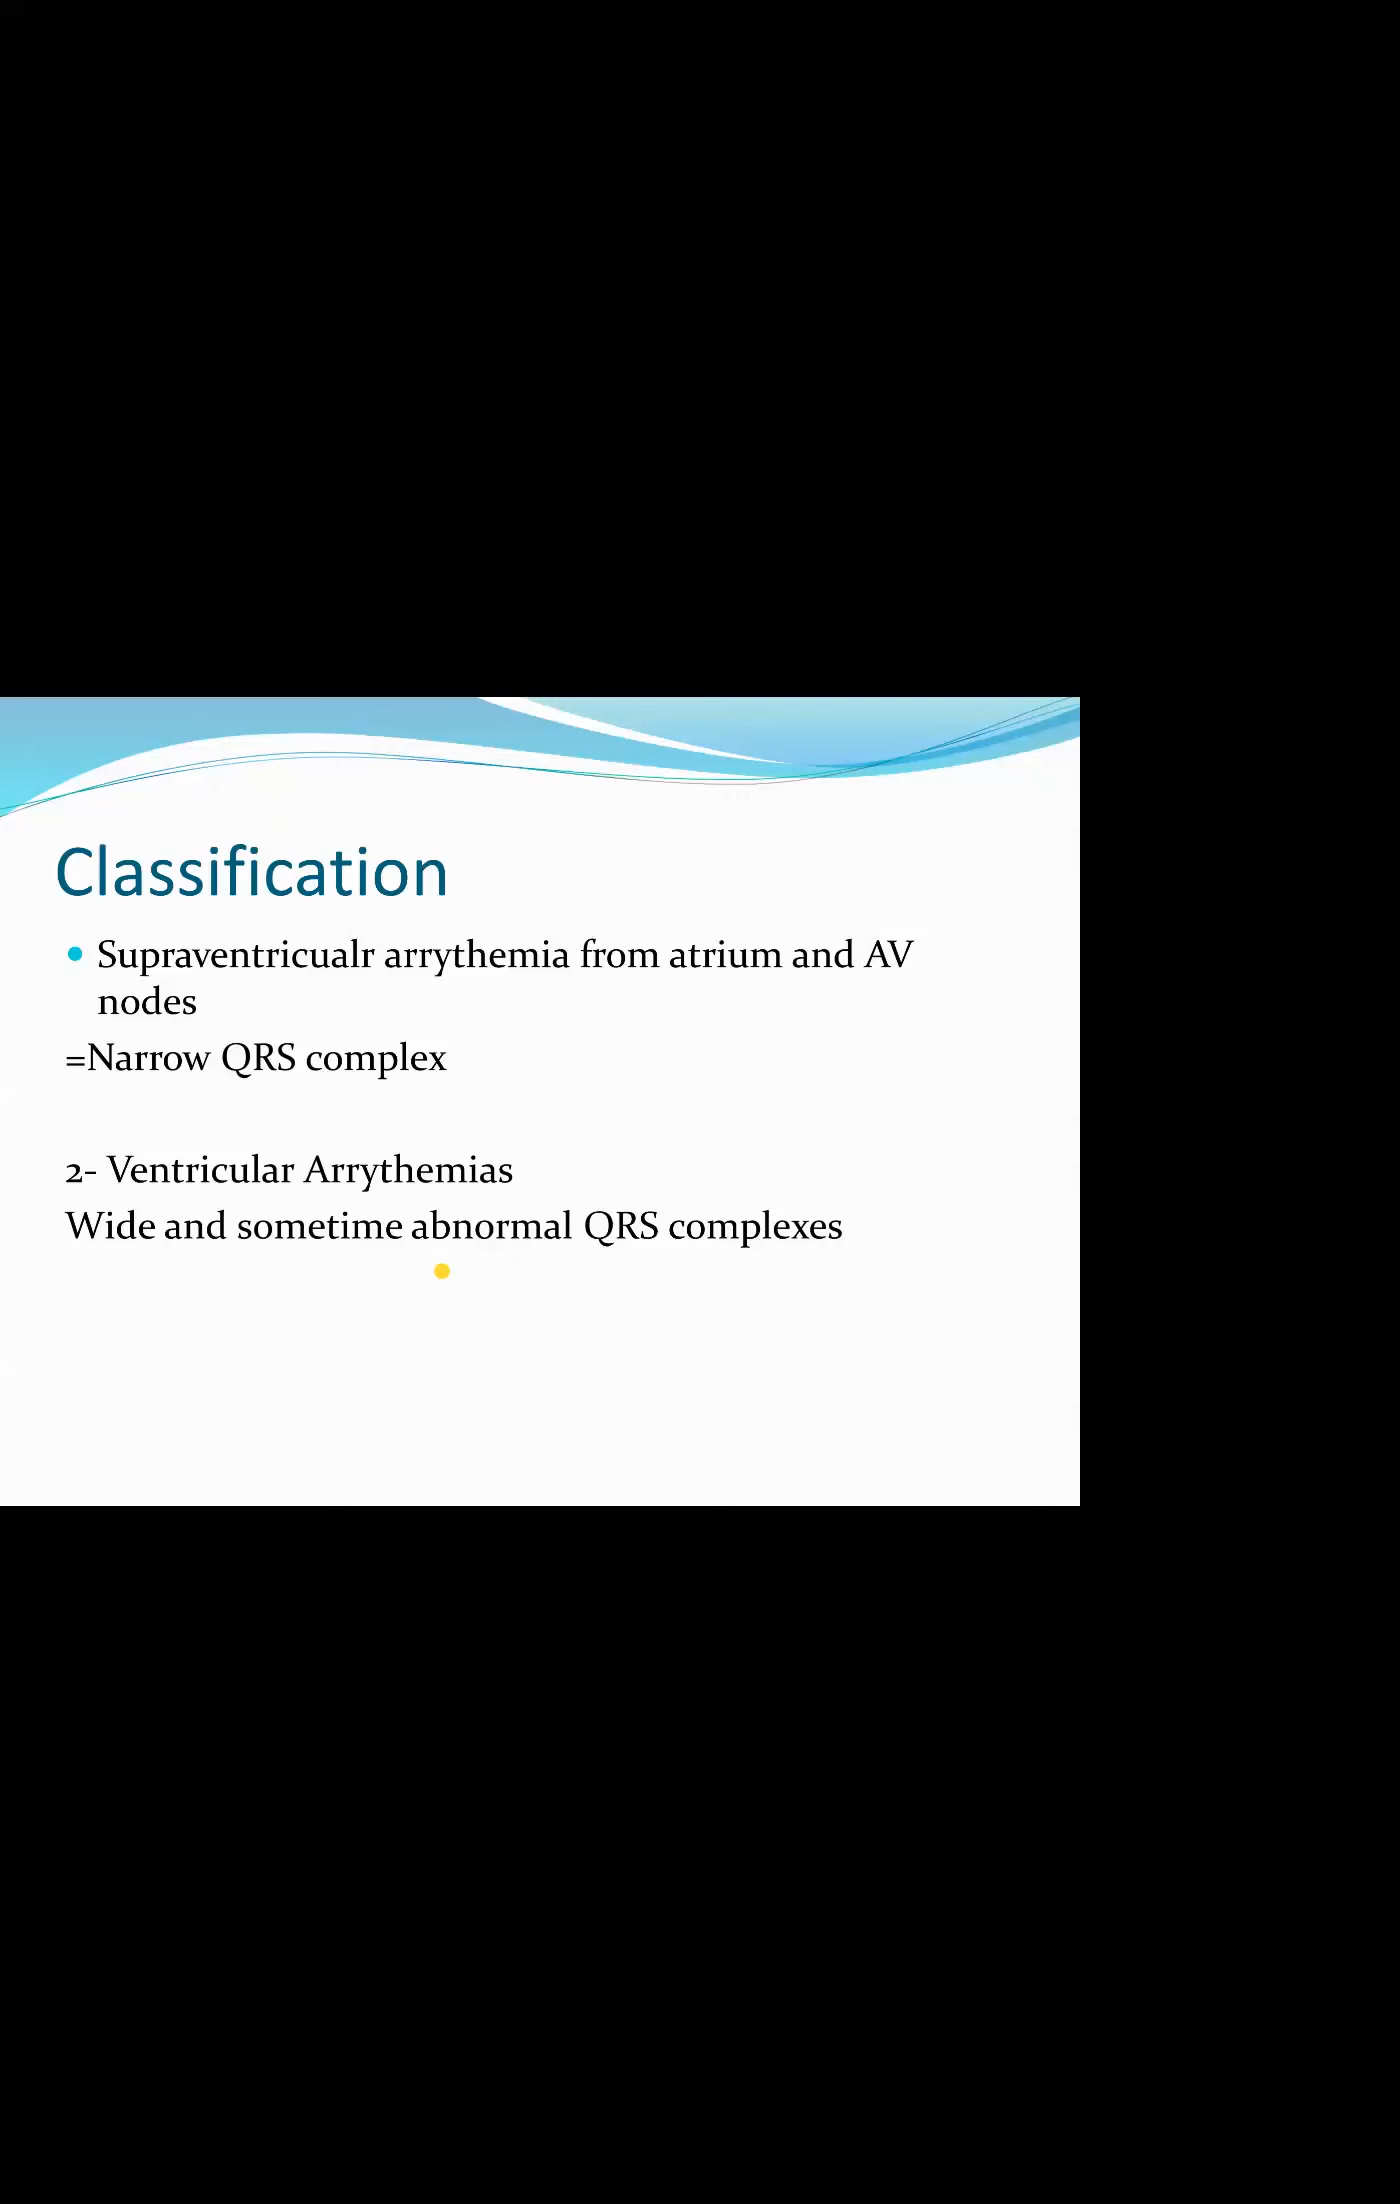 Classification
• Supraventricualr arrythemia from atrium and AV
nodes
=Narrow QRS complex
2- Ventricular Arrythemias
Wide and sometime abnormal QRS complexes